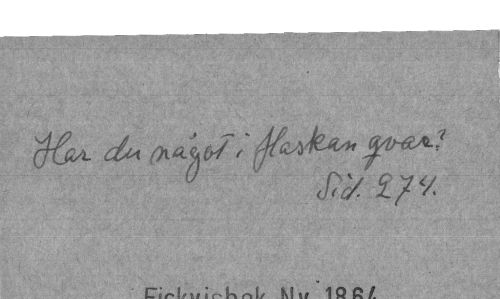 Har du något i flaskan qvar?
Sid. 274.
Fickvisbok Ny. 1864